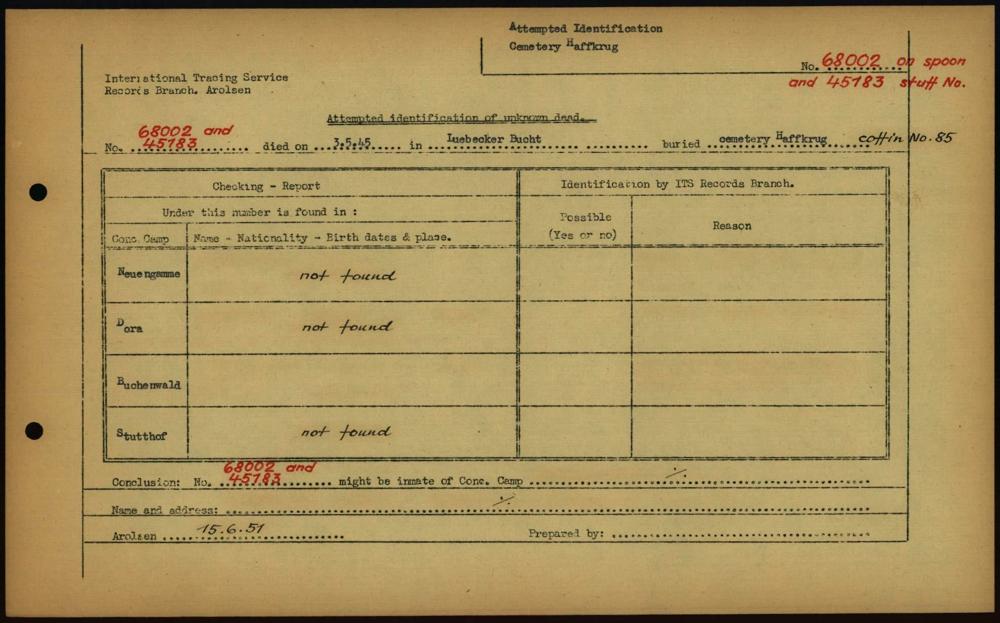 Attempted Identification
Cemetery Haffkrug
No. 68002 on spoon
and 45783 stuff No.
International Tracing Service
Records Branch. Arolsen
Attempted identification of unknown dead.
68002 and
No. 45783 died on 3.5.45 in Luebecker Bucht buried cemetery Haffkrug coffin No. 85
Checking - Report Identification by ITS Records Branch.
Under this number is found in : Possible Reason
Conc. Camp Name - Nationality - Birth dates & place. (Yes or no)
Neuengamme not found
Dora not found
Buchenwald
Stutthof not found
68002 and
Conclusion: No. 45783 might be inmate of Conc. Camp ./.
Name and address: ./.
Arolsen 15.6.51 Prepared by: